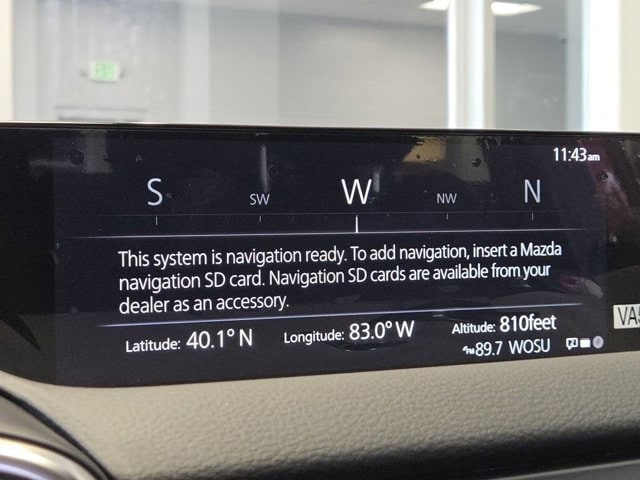 11:43am
S SW W NW N
This system is navigation ready. To add navigation, insert a Mazda
navigation SD card. Navigation SD cards are available from your
dealer as an accessory.
Latitude: 40.1° N Longitude: 83.0° W Altitude: 810feet
FM 89.7 WOSU